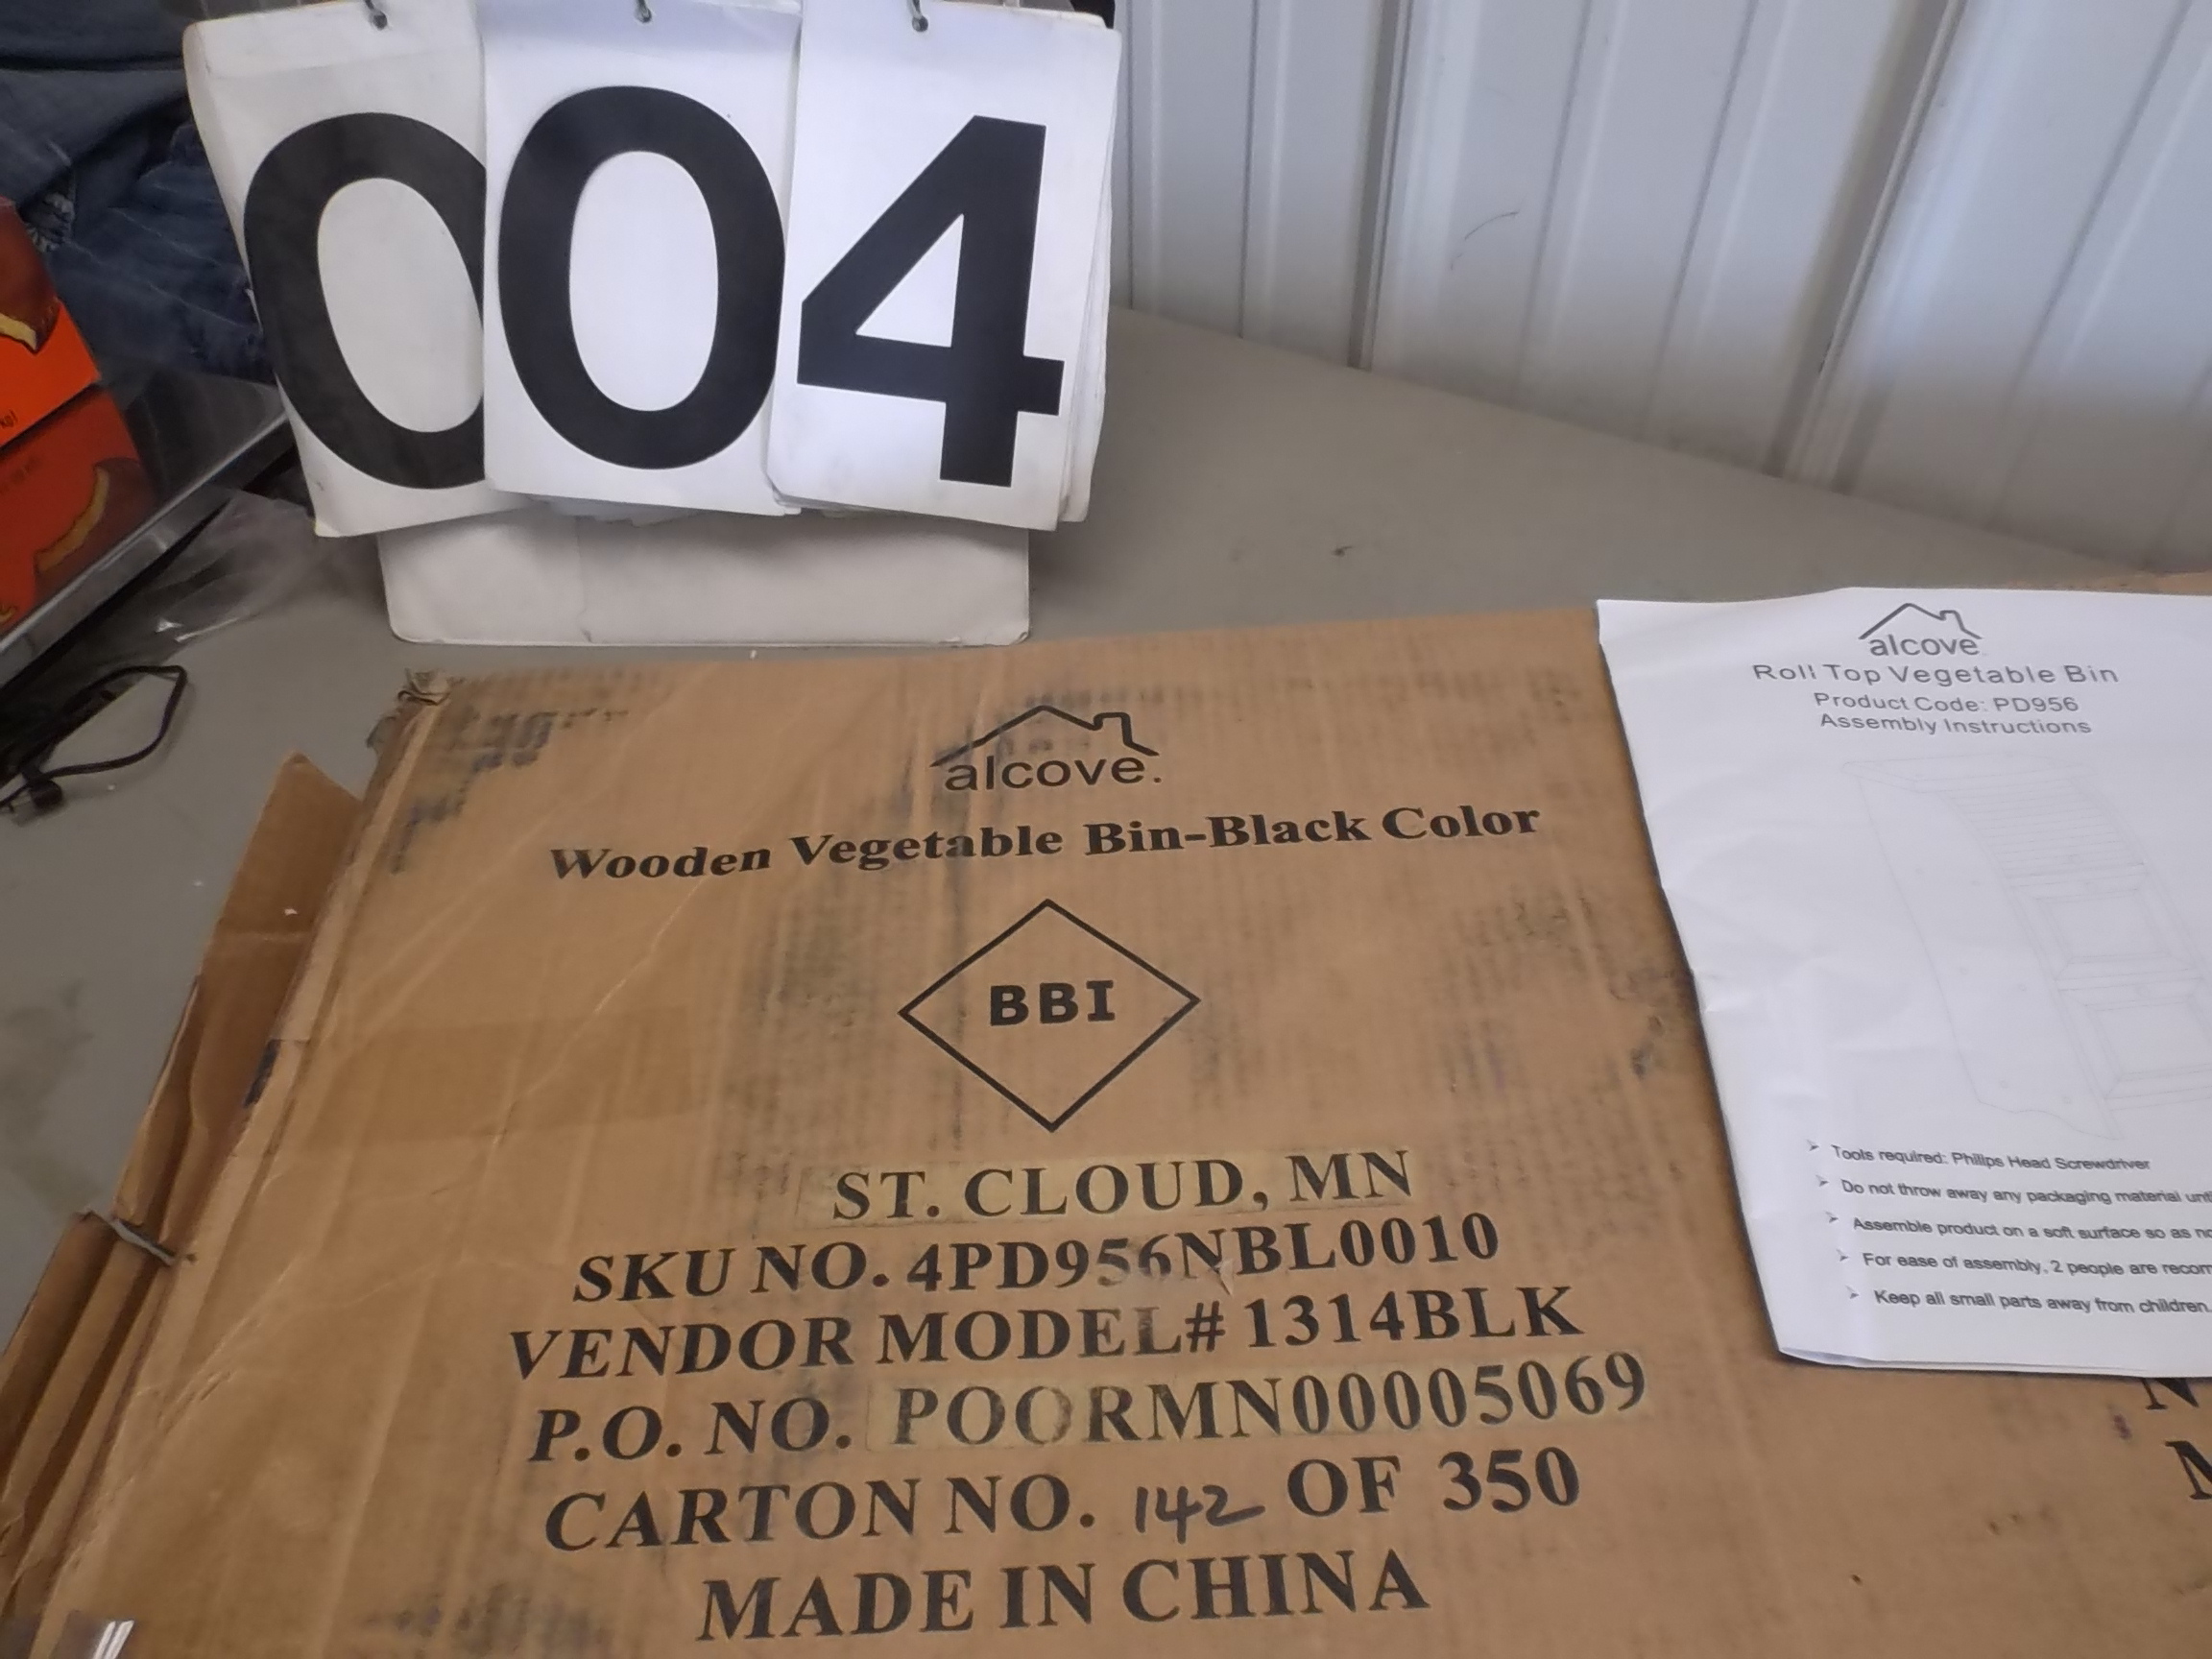 004
alcove.
Wooden Vegetable Bin-Black Color
BBI
ST. CLOUD, MN
SKU NO. 4PD956NBL0010
VENDOR MODEL# 1314BLK
P.O. NO. POORMN00005069
CARTON NO. 142 OF 350
MADE IN CHINA
alcove
Roll Top Vegetable Bin
Product Code: PD956
Assembly Instructions
➢ Tools required: Philips Head Screwdriver
➢ Do not throw away any packaging material
➢ Assemble product on a soft surface so as
➢ For ease of assembly, 2 people are
➢ Keep all small parts away from children.